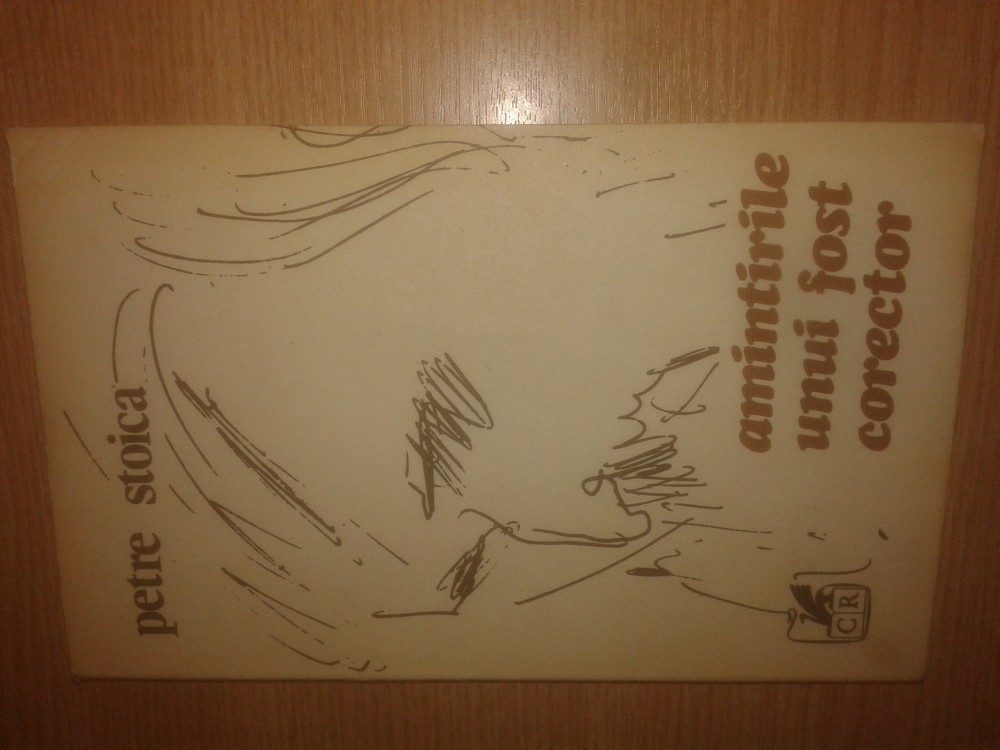 petre stoica
amintirile
unui fost
corector
CR